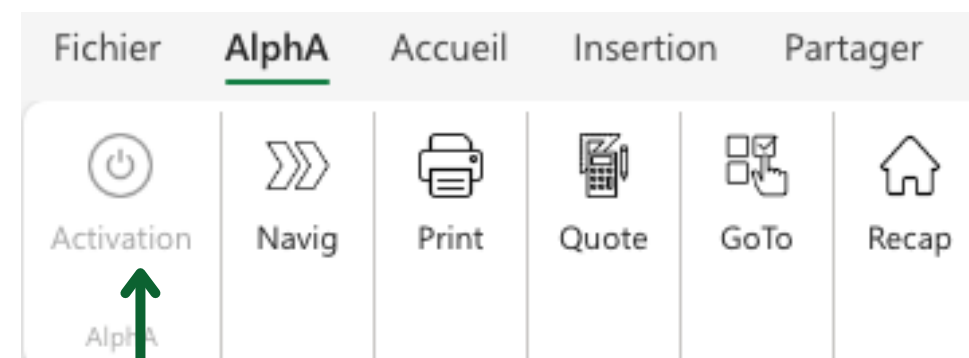 Fichier AlphA Accueil Insertion Partager
Activation Navig Print Quote GoTo Recap
AlphA